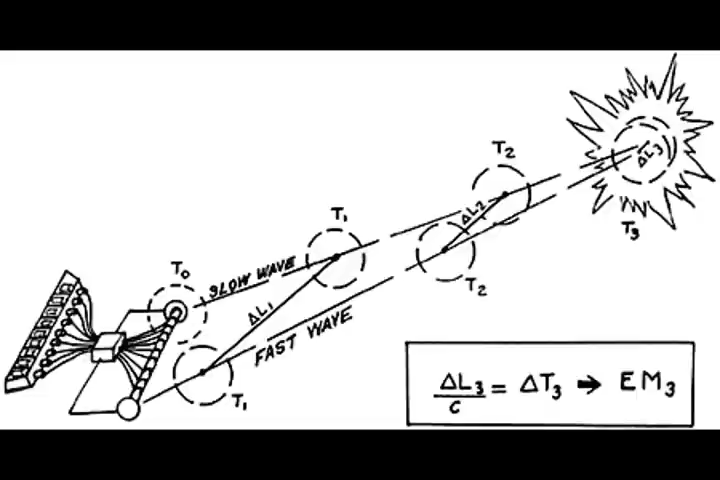 ΔL₃
T₂
T₃
ΔL₂
T₁
T₂
T₀
SLOW WAVE
ΔL₁
FAST WAVE
T₁
ΔL₃/c = ΔT₃ → EM₃